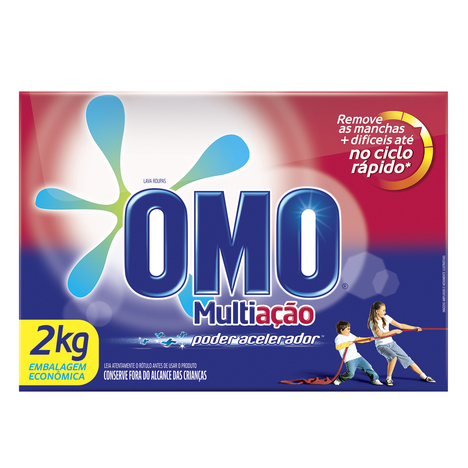 Remove
as manchas
+ difíceis até
no ciclo
rápido*
LAVA ROUPAS
OMO®
Multiação
poder acelerador™
2kg
EMBALAGEM
ECONÔMICA
LEIA ATENTAMENTE O RÓTULO ANTES DE USAR O PRODUTO
CONSERVE FORA DO ALCANCE DAS CRIANÇAS